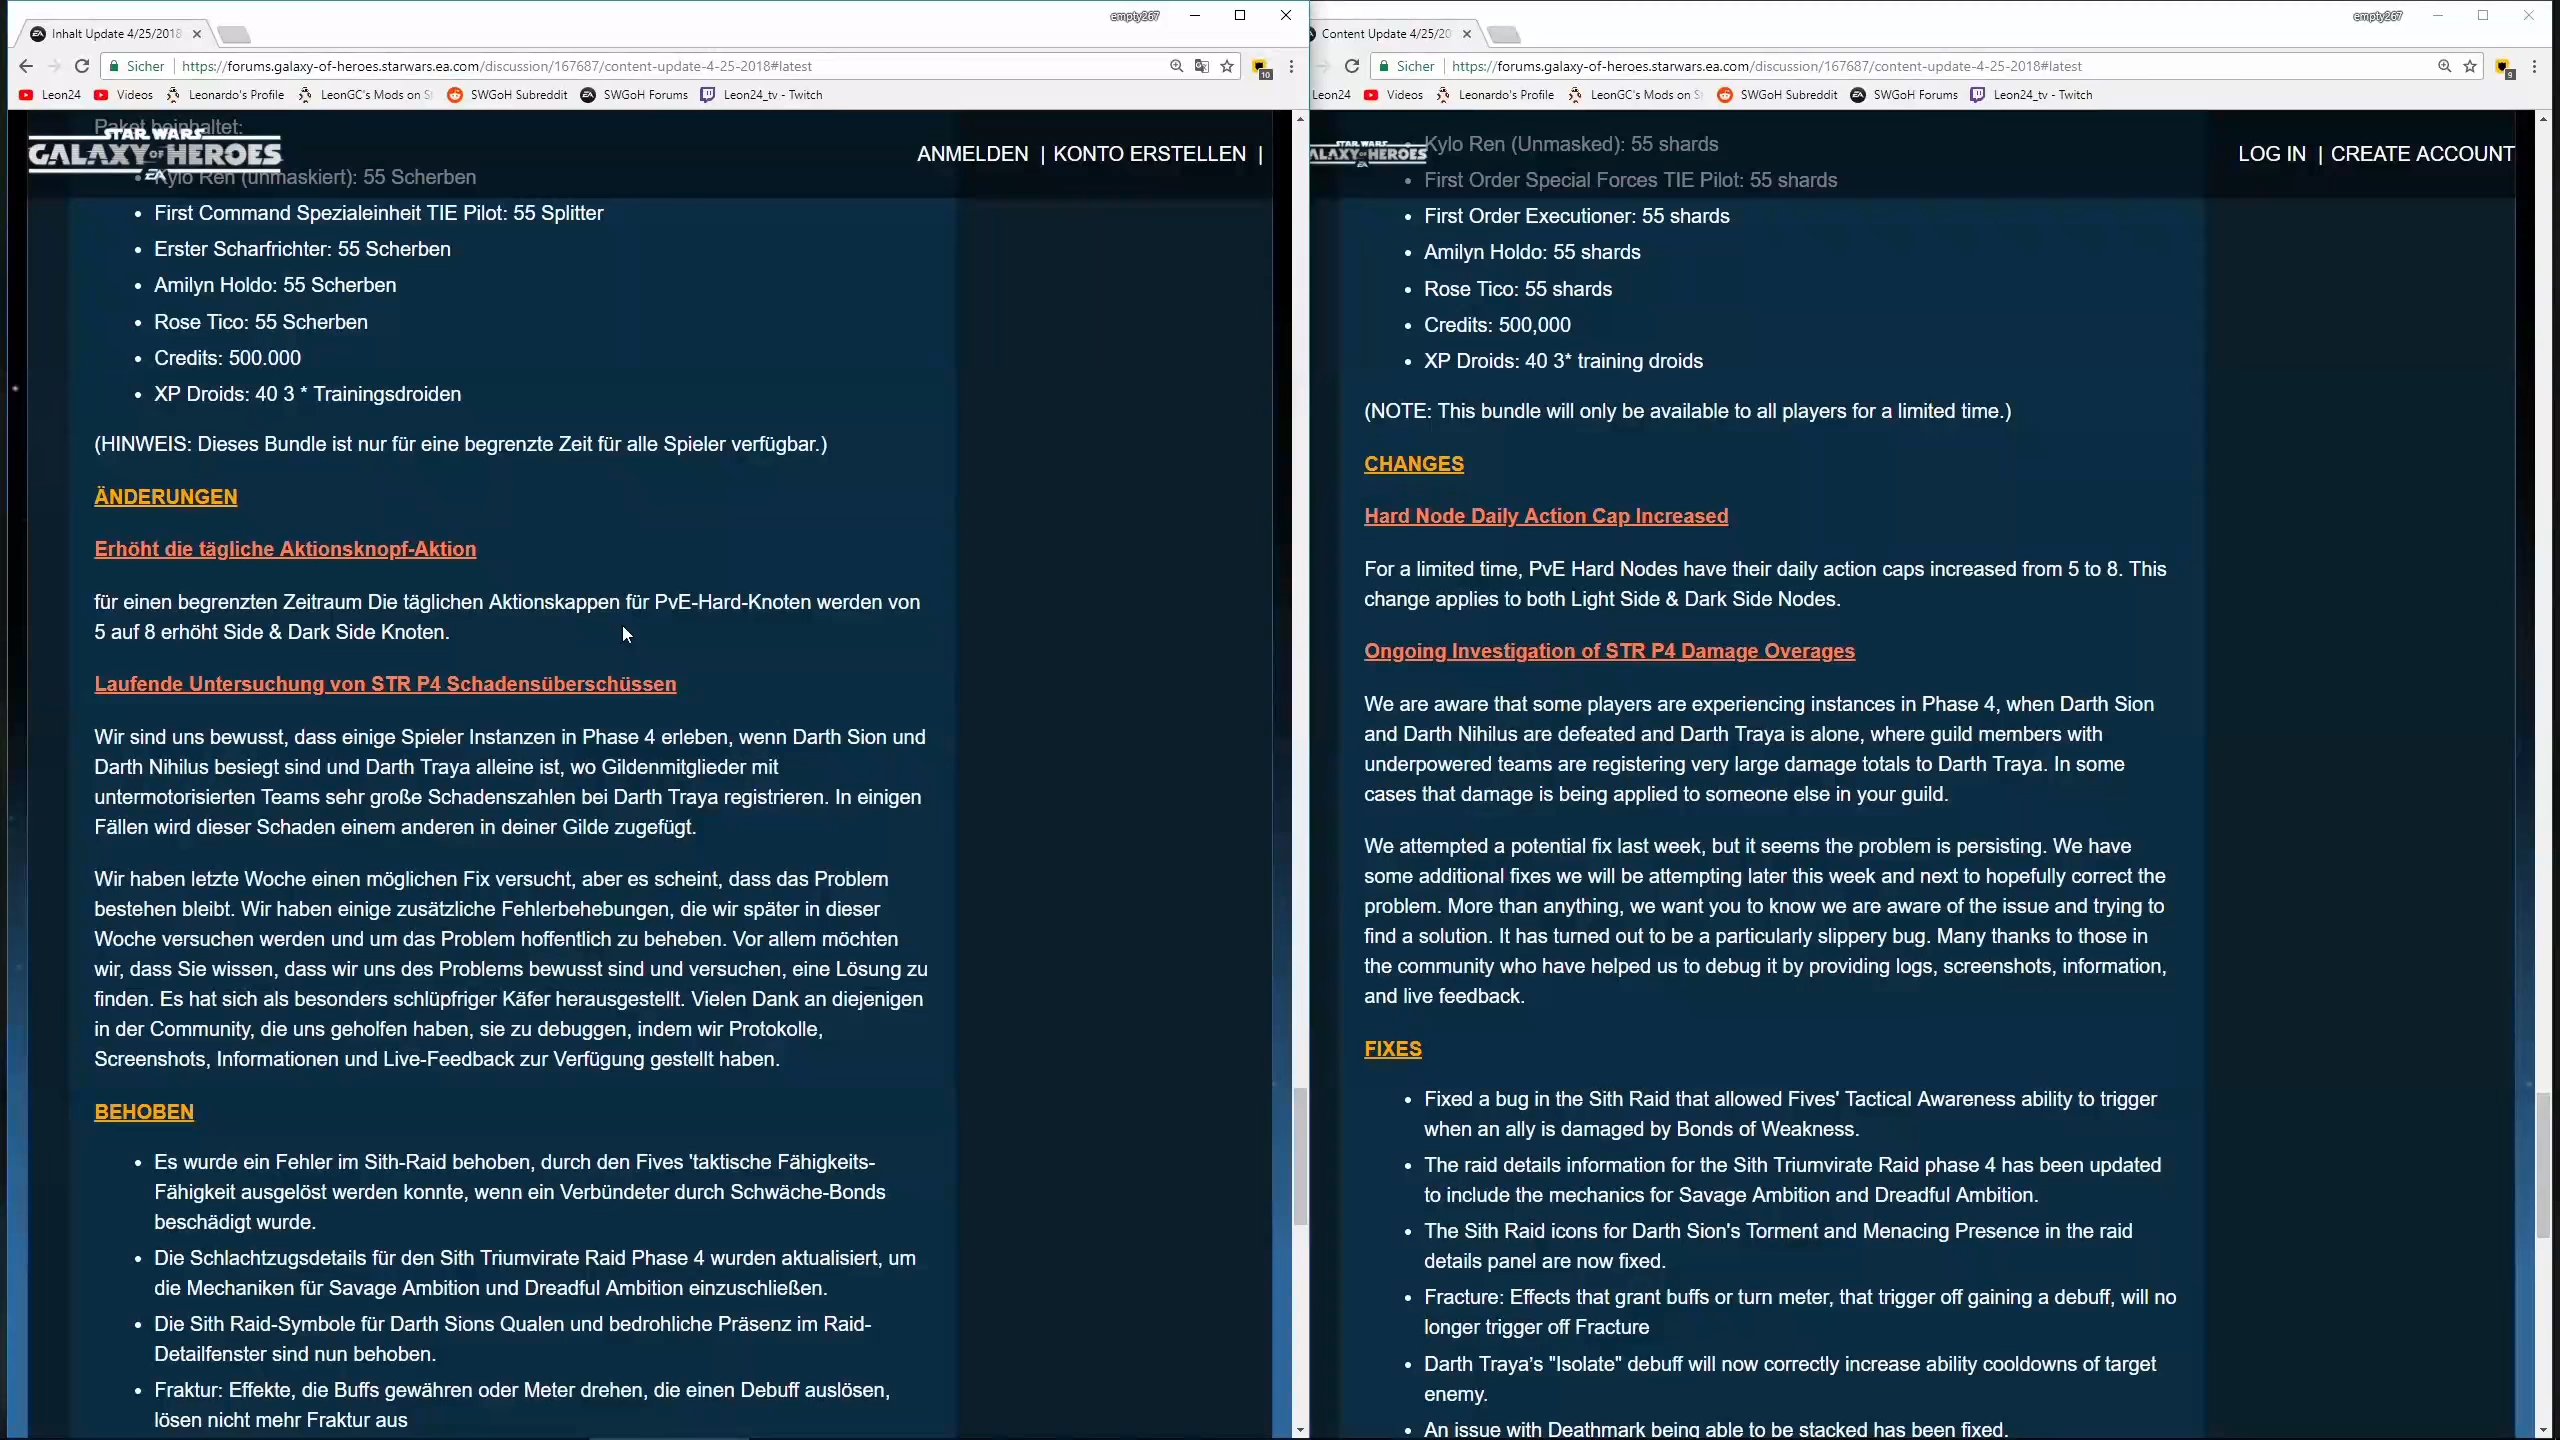 empty267
Inhalt Update 4/25/2018
Sicher | https://forums.galaxy-of-heroes.starwars.ea.com/discussion/167687/content-update-4-25-2018#latest
10
Leon24 Videos Leonardo's Profile LeonGC's Mods on S SWGoH Subreddit SWGoH Forums Leon24_tv - Twitch
Paket beinhaltet:
STAR WARS
GALAXY OF HEROES
EA
ANMELDEN | KONTO ERSTELLEN |
• Kylo Ren (unmaskiert): 55 Scherben
• First Command Spezialeinheit TIE Pilot: 55 Splitter
• Erster Scharfrichter: 55 Scherben
• Amilyn Holdo: 55 Scherben
• Rose Tico: 55 Scherben
• Credits: 500.000
• XP Droids: 40 3 * Trainingsdroiden
(HINWEIS: Dieses Bundle ist nur für eine begrenzte Zeit für alle Spieler verfügbar.)
ÄNDERUNGEN
Erhöht die tägliche Aktionsknopf-Aktion
für einen begrenzten Zeitraum Die täglichen Aktionskappen für PvE-Hard-Knoten werden von
5 auf 8 erhöht Side & Dark Side Knoten.
Laufende Untersuchung von STR P4 Schadensüberschüssen
Wir sind uns bewusst, dass einige Spieler Instanzen in Phase 4 erleben, wenn Darth Sion und
Darth Nihilus besiegt sind und Darth Traya alleine ist, wo Gildenmitglieder mit
untermotorisierten Teams sehr große Schadenszahlen bei Darth Traya registrieren. In einigen
Fällen wird dieser Schaden einem anderen in deiner Gilde zugefügt.
Wir haben letzte Woche einen möglichen Fix versucht, aber es scheint, dass das Problem
bestehen bleibt. Wir haben einige zusätzliche Fehlerbehebungen, die wir später in dieser
Woche versuchen werden und um das Problem hoffentlich zu beheben. Vor allem möchten
wir, dass Sie wissen, dass wir uns des Problems bewusst sind und versuchen, eine Lösung zu
finden. Es hat sich als besonders schlüpfriger Käfer herausgestellt. Vielen Dank an diejenigen
in der Community, die uns geholfen haben, sie zu debuggen, indem wir Protokolle,
Screenshots, Informationen und Live-Feedback zur Verfügung gestellt haben.
BEHOBEN
• Es wurde ein Fehler im Sith-Raid behoben, durch den Fives 'taktische Fähigkeits-
Fähigkeit ausgelöst werden konnte, wenn ein Verbündeter durch Schwäche-Bonds
beschädigt wurde.
• Die Schlachtzugsdetails für den Sith Triumvirate Raid Phase 4 wurden aktualisiert, um
die Mechaniken für Savage Ambition und Dreadful Ambition einzuschließen.
• Die Sith Raid-Symbole für Darth Sions Qualen und bedrohliche Präsenz im Raid-
Detailfenster sind nun behoben.
• Fraktur: Effekte, die Buffs gewähren oder Meter drehen, die einen Debuff auslösen,
lösen nicht mehr Fraktur aus
empty267
Content Update 4/25/20
Sicher | https://forums.galaxy-of-heroes.starwars.ea.com/discussion/167687/content-update-4-25-2018#latest
9
Leon24 Videos Leonardo's Profile LeonGC's Mods on S SWGoH Subreddit SWGoH Forums Leon24_tv - Twitch
STAR WARS
ALAXY OF HEROES
EA
LOG IN | CREATE ACCOUNT
Kylo Ren (Unmasked): 55 shards
• First Order Special Forces TIE Pilot: 55 shards
• First Order Executioner: 55 shards
• Amilyn Holdo: 55 shards
• Rose Tico: 55 shards
• Credits: 500,000
• XP Droids: 40 3* training droids
(NOTE: This bundle will only be available to all players for a limited time.)
CHANGES
Hard Node Daily Action Cap Increased
For a limited time, PvE Hard Nodes have their daily action caps increased from 5 to 8. This
change applies to both Light Side & Dark Side Nodes.
Ongoing Investigation of STR P4 Damage Overages
We are aware that some players are experiencing instances in Phase 4, when Darth Sion
and Darth Nihilus are defeated and Darth Traya is alone, where guild members with
underpowered teams are registering very large damage totals to Darth Traya. In some
cases that damage is being applied to someone else in your guild.
We attempted a potential fix last week, but it seems the problem is persisting. We have
some additional fixes we will be attempting later this week and next to hopefully correct the
problem. More than anything, we want you to know we are aware of the issue and trying to
find a solution. It has turned out to be a particularly slippery bug. Many thanks to those in
the community who have helped us to debug it by providing logs, screenshots, information,
and live feedback.
FIXES
• Fixed a bug in the Sith Raid that allowed Fives' Tactical Awareness ability to trigger
when an ally is damaged by Bonds of Weakness.
• The raid details information for the Sith Triumvirate Raid phase 4 has been updated
to include the mechanics for Savage Ambition and Dreadful Ambition.
• The Sith Raid icons for Darth Sion's Torment and Menacing Presence in the raid
details panel are now fixed.
• Fracture: Effects that grant buffs or turn meter, that trigger off gaining a debuff, will no
longer trigger off Fracture
• Darth Traya’s "Isolate" debuff will now correctly increase ability cooldowns of target
enemy.
• An issue with Deathmark being able to be stacked has been fixed.